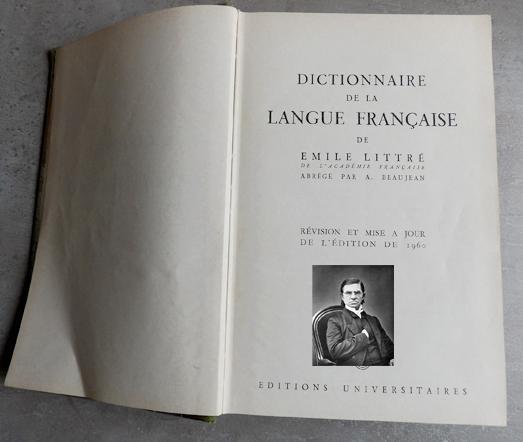 DICTIONNAIRE
DE LA
LANGUE FRANÇAISE
DE
EMILE LITTRÉ
DE L'ACADÉMIE FRANÇAISE
ABRÉGÉ PAR A. BEAUJEAN
RÉVISION ET MISE A JOUR
DE L'ÉDITION DE 1960
EDITIONS UNIVERSITAIRES